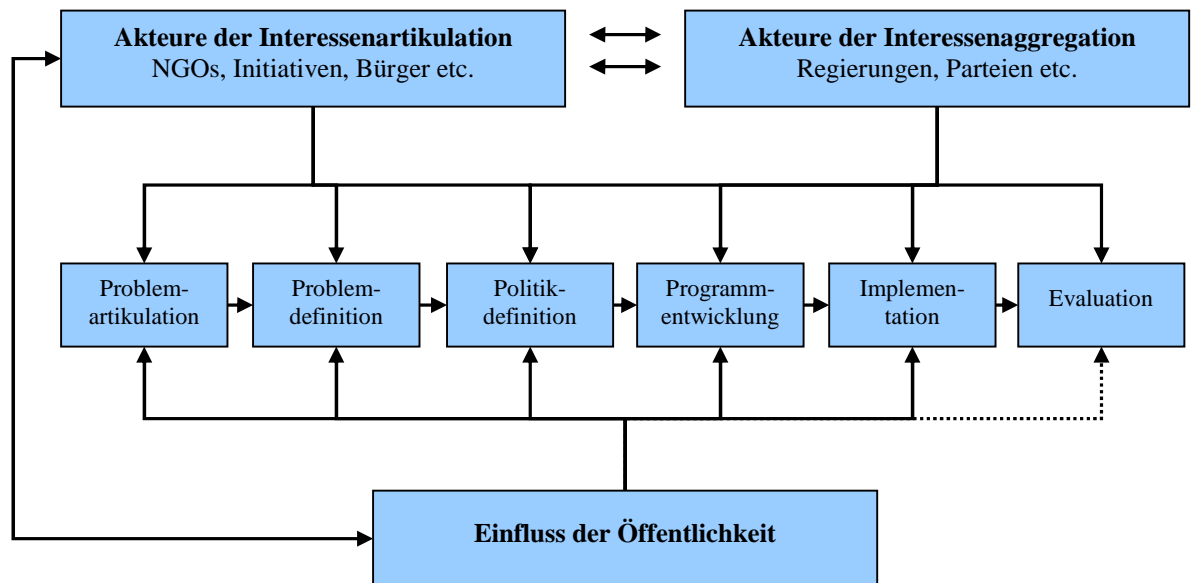 Akteure der Interessenartikulation
NGOs, Initiativen, Bürger etc.
Akteure der Interessenaggregation
Regierungen, Parteien etc.
Problem-
artikulation
Problem-
definition
Politik-
definition
Programm-
entwicklung
Implemen-
tation
Evaluation
Einfluss der Öffentlichkeit